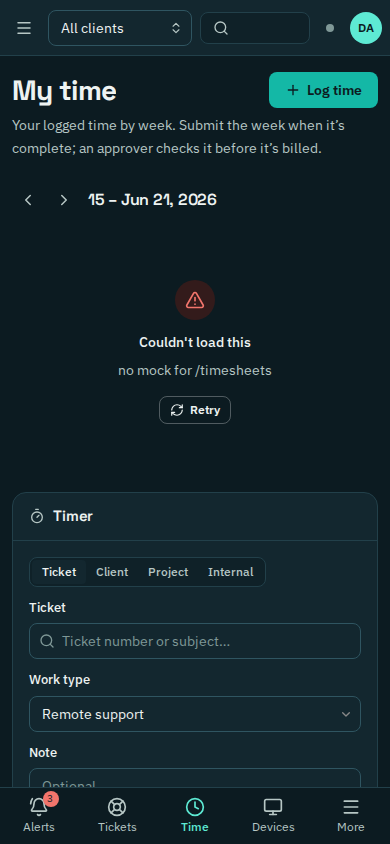 All clients
DA
My time
Log time
Your logged time by week. Submit the week when it’s
complete; an approver checks it before it’s billed.
15 – Jun 21, 2026
Couldn't load this
no mock for /timesheets
Retry
Timer
Ticket
Client
Project
Internal
Ticket
Ticket number or subject...
Work type
Remote support
Note
Optional
3
Alerts
Tickets
Time
Devices
More